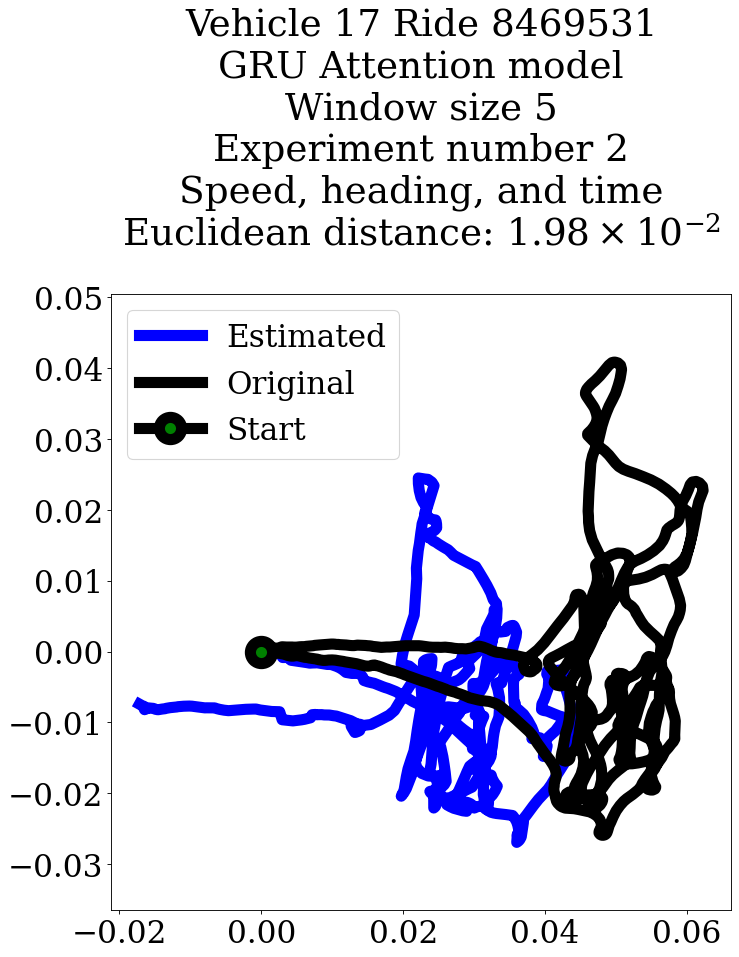 Vehicle 17 Ride 8469531
GRU Attention model
Window size 5
Experiment number 2
Speed, heading, and time
Euclidean distance: 1.98 × 10⁻²
0.05
0.04
0.03
0.02
0.01
0.00
−0.01
−0.02
−0.03
Estimated
Original
Start
−0.02
0.00
0.02
0.04
0.06